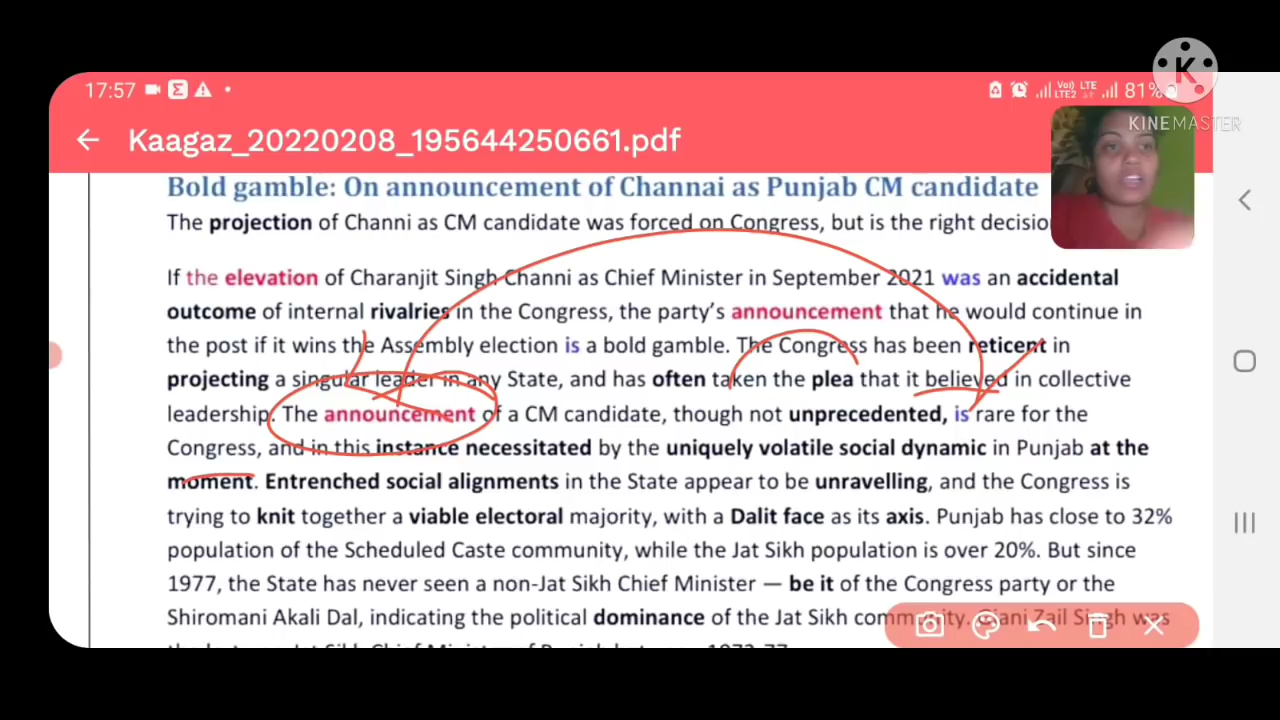 17:57
Vo) LTE
LTE2
81%
KINEMASTER
Kaagaz_20220208_195644250661.pdf
Bold gamble: On announcement of Channai as Punjab CM candidate
The projection of Channi as CM candidate was forced on Congress, but is the right decisio
If the elevation of Charanjit Singh Channi as Chief Minister in September 2021 was an accidental
outcome of internal rivalries in the Congress, the party's announcement that he would continue in
the post if it wins the Assembly election is a bold gamble. The Congress has been reticent in
projecting a singular leader in any State, and has often taken the plea that it believed in collective
leadership. The announcement of a CM candidate, though not unprecedented, is rare for the
Congress, and in this instance necessitated by the uniquely volatile social dynamic in Punjab at the
moment. Entrenched social alignments in the State appear to be unravelling, and the Congress is
trying to knit together a viable electoral majority, with a Dalit face as its axis. Punjab has close to 32%
population of the Scheduled Caste community, while the Jat Sikh population is over 20%. But since
1977, the State has never seen a non-Jat Sikh Chief Minister — be it of the Congress party or the
Shiromani Akali Dal, indicating the political dominance of the Jat Sikh community. Giani Zail Singh was